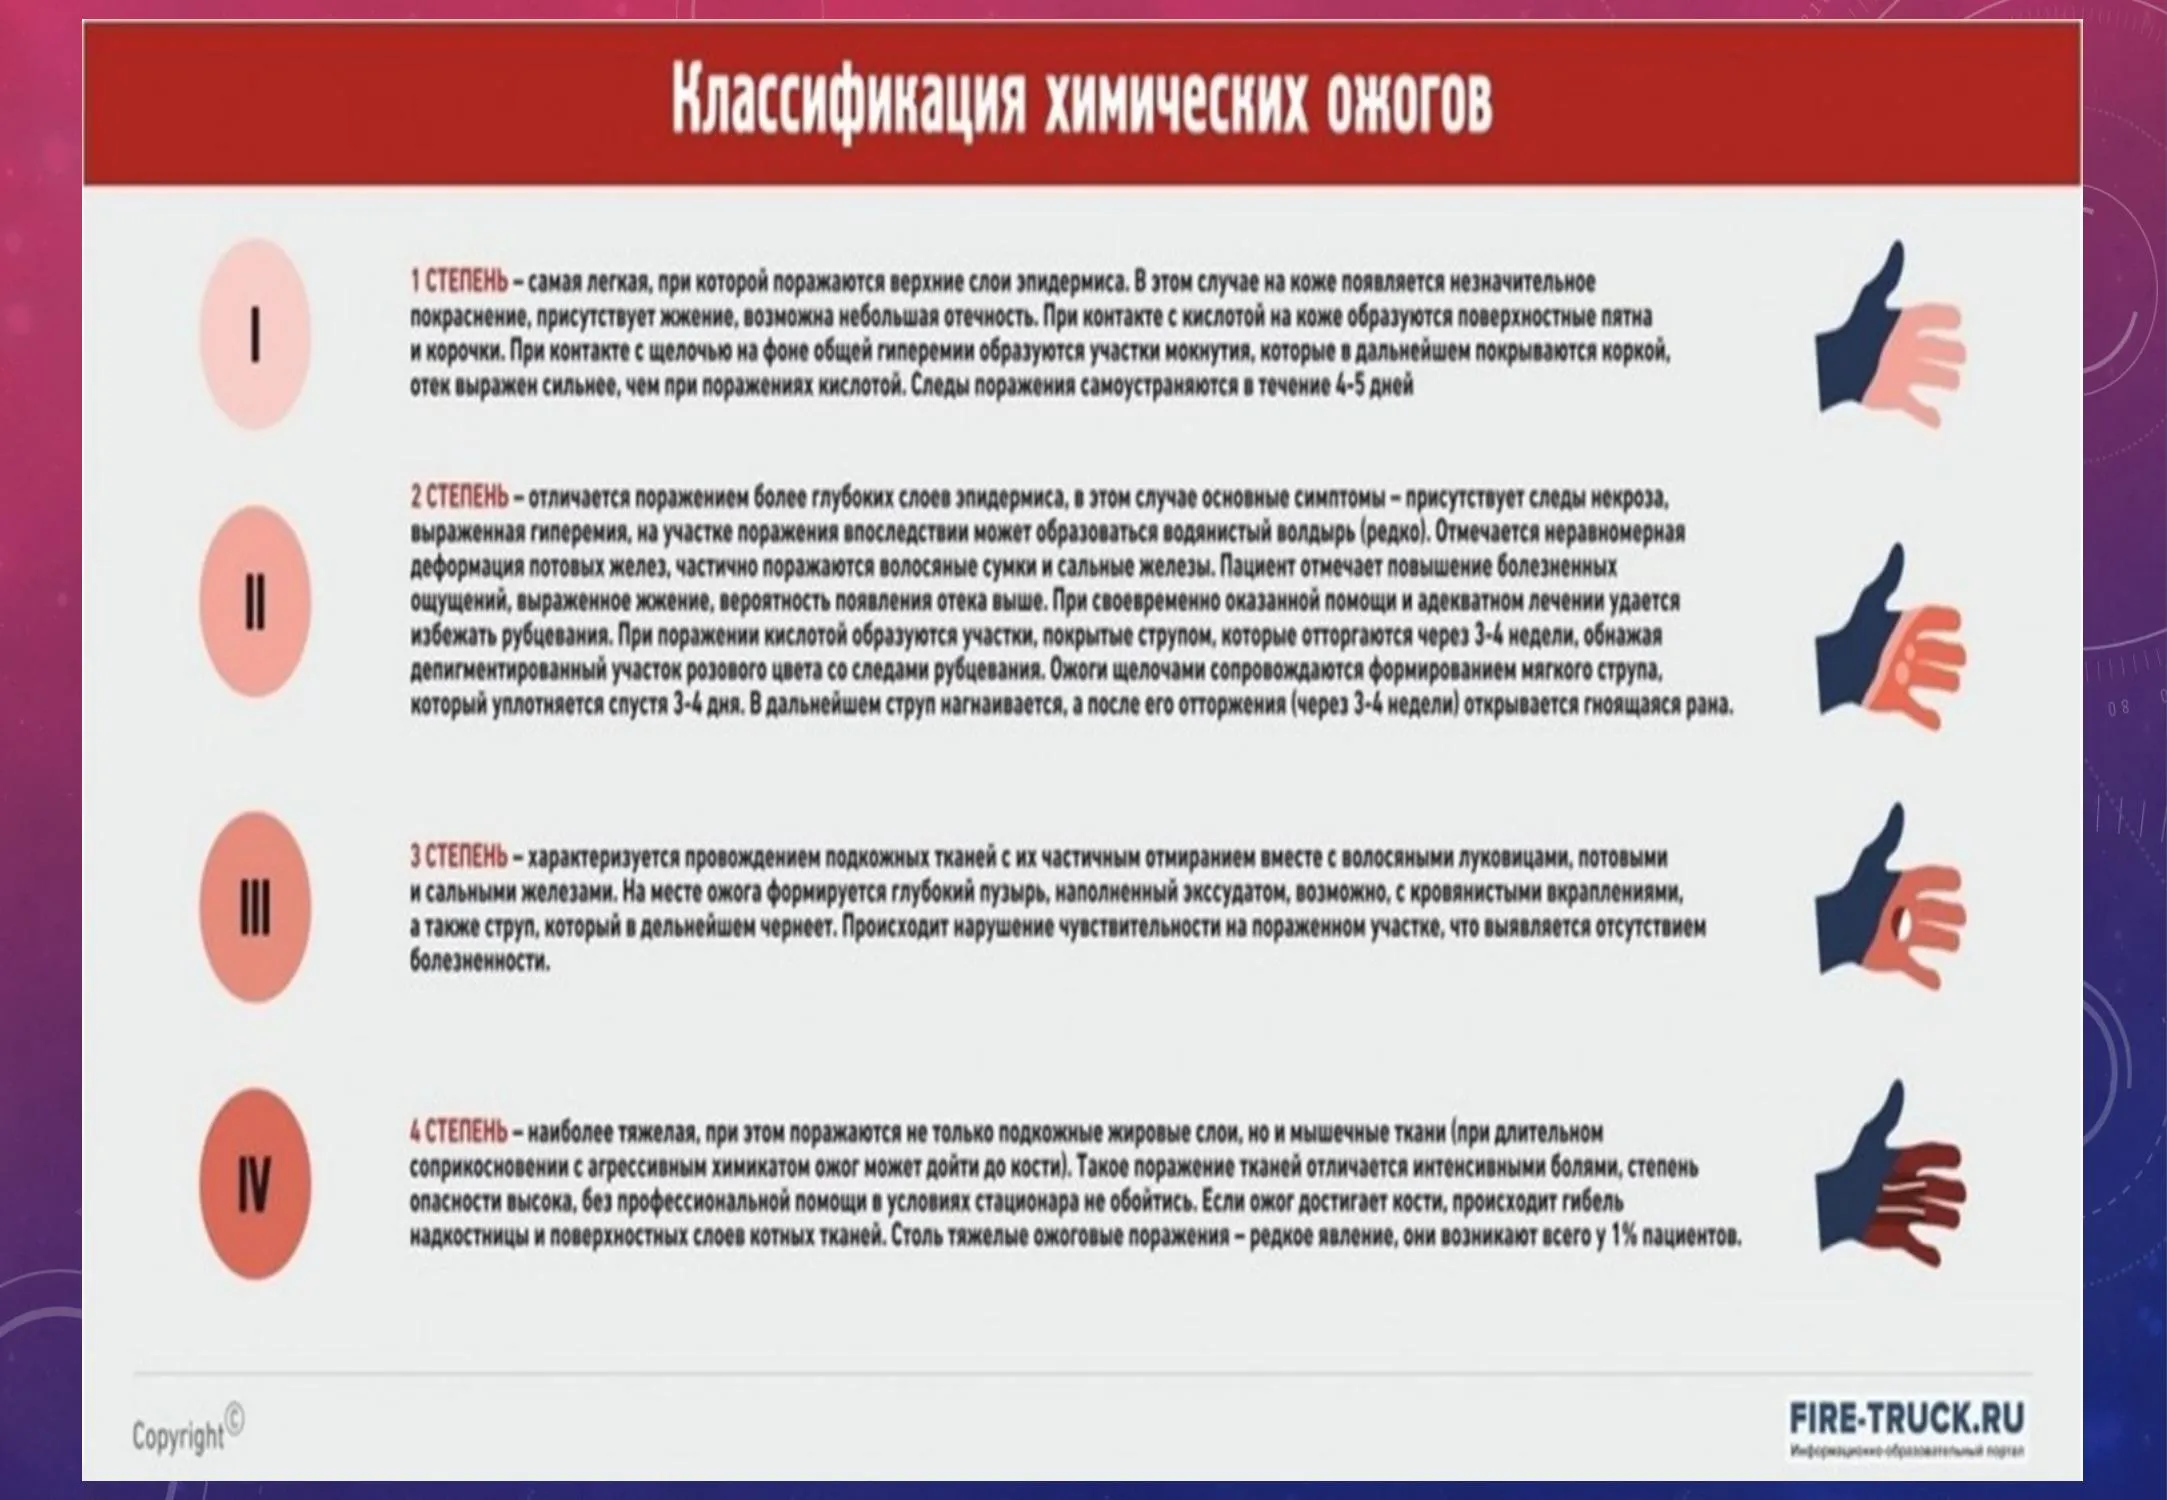 Классификация химических ожогов
I
1 СТЕПЕНЬ – самая легкая, при которой поражаются верхние слои эпидермиса. В этом случае на коже появляется незначительное
покраснение, присутствует жжение, возможна небольшая отечность. При контакте с кислотой на коже образуются поверхностные пятна
и корочки. При контакте с щелочью на фоне общей гиперемии образуются участки мокнутия, которые в дальнейшем покрываются коркой,
отек выражен сильнее, чем при поражениях кислотой. Следы поражения самоустраняются в течение 4-5 дней
II
2 СТЕПЕНЬ – отличается поражением более глубоких слоев эпидермиса, в этом случае основные симптомы – присутствует следы некроза,
выраженная гиперемия, на участке поражения впоследствии может образоваться водянистый волдырь (редко). Отмечается неравномерная
деформация потовых желез, частично поражаются волосяные сумки и сальные железы. Пациент отмечает повышение болезненных
ощущений, выраженное жжение, вероятность появления отека выше. При своевременно оказанной помощи и адекватном лечении удается
избежать рубцевания. При поражении кислотой образуются участки, покрытые струпом, которые отторгаются через 3-4 недели, обнажая
депигментированный участок розового цвета со следами рубцевания. Ожоги щелочами сопровождаются формированием мягкого струпа,
который уплотняется спустя 3-4 дня. В дальнейшем струп нагнаивается, а после его отторжения (через 3-4 недели) открывается гноящаяся рана.
III
3 СТЕПЕНЬ – характеризуется провождением подкожных тканей с их частичным отмиранием вместе с волосяными луковицами, потовыми
и сальными железами. На месте ожога формируется глубокий пузырь, наполненный экссудатом, возможно, с кровянистыми вкраплениями,
а также струп, который в дельнейшем чернеет. Происходит нарушение чувствительности на пораженном участке, что выявляется отсутствием
болезненности.
IV
4 СТЕПЕНЬ – наиболее тяжелая, при этом поражаются не только подкожные жировые слои, но и мышечные ткани (при длительном
соприкосновении с агрессивным химикатом ожог может дойти до кости). Такое поражение тканей отличается интенсивными болями, степень
опасности высока, без профессиональной помощи в условиях стационара не обойтись. Если ожог достигает кости, происходит гибель
надкостницы и поверхностных слоев котных тканей. Столь тяжелые ожоговые поражения – редкое явление, они возникают всего у 1% пациентов.
Copyright©
FIRE-TRUCK.RU
Информационно-образовательный портал
80